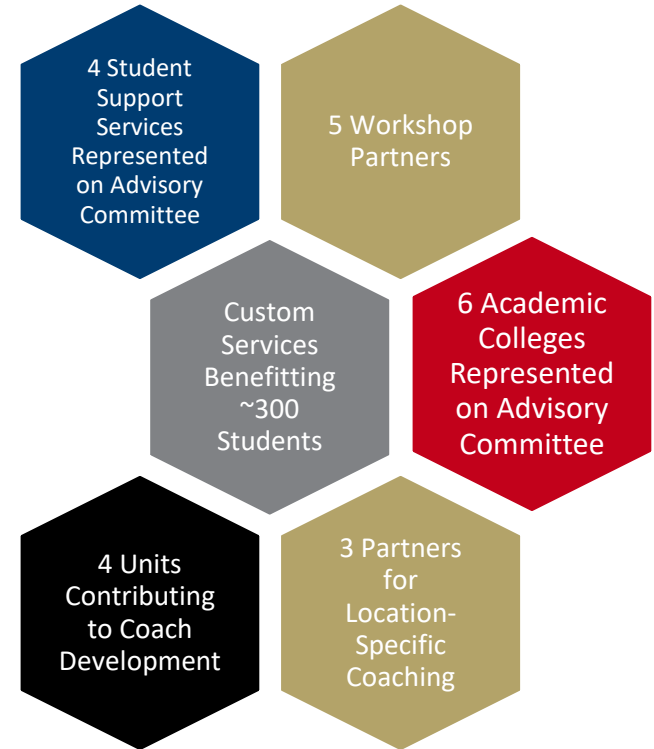 4 Student
Support
Services
Represented
on Advisory
Committee
5 Workshop
Partners
Custom
Services
Benefitting
~300
Students
6 Academic
Colleges
Represented
on Advisory
Committee
4 Units
Contributing
to Coach
Development
3 Partners
for
Location-
Specific
Coaching